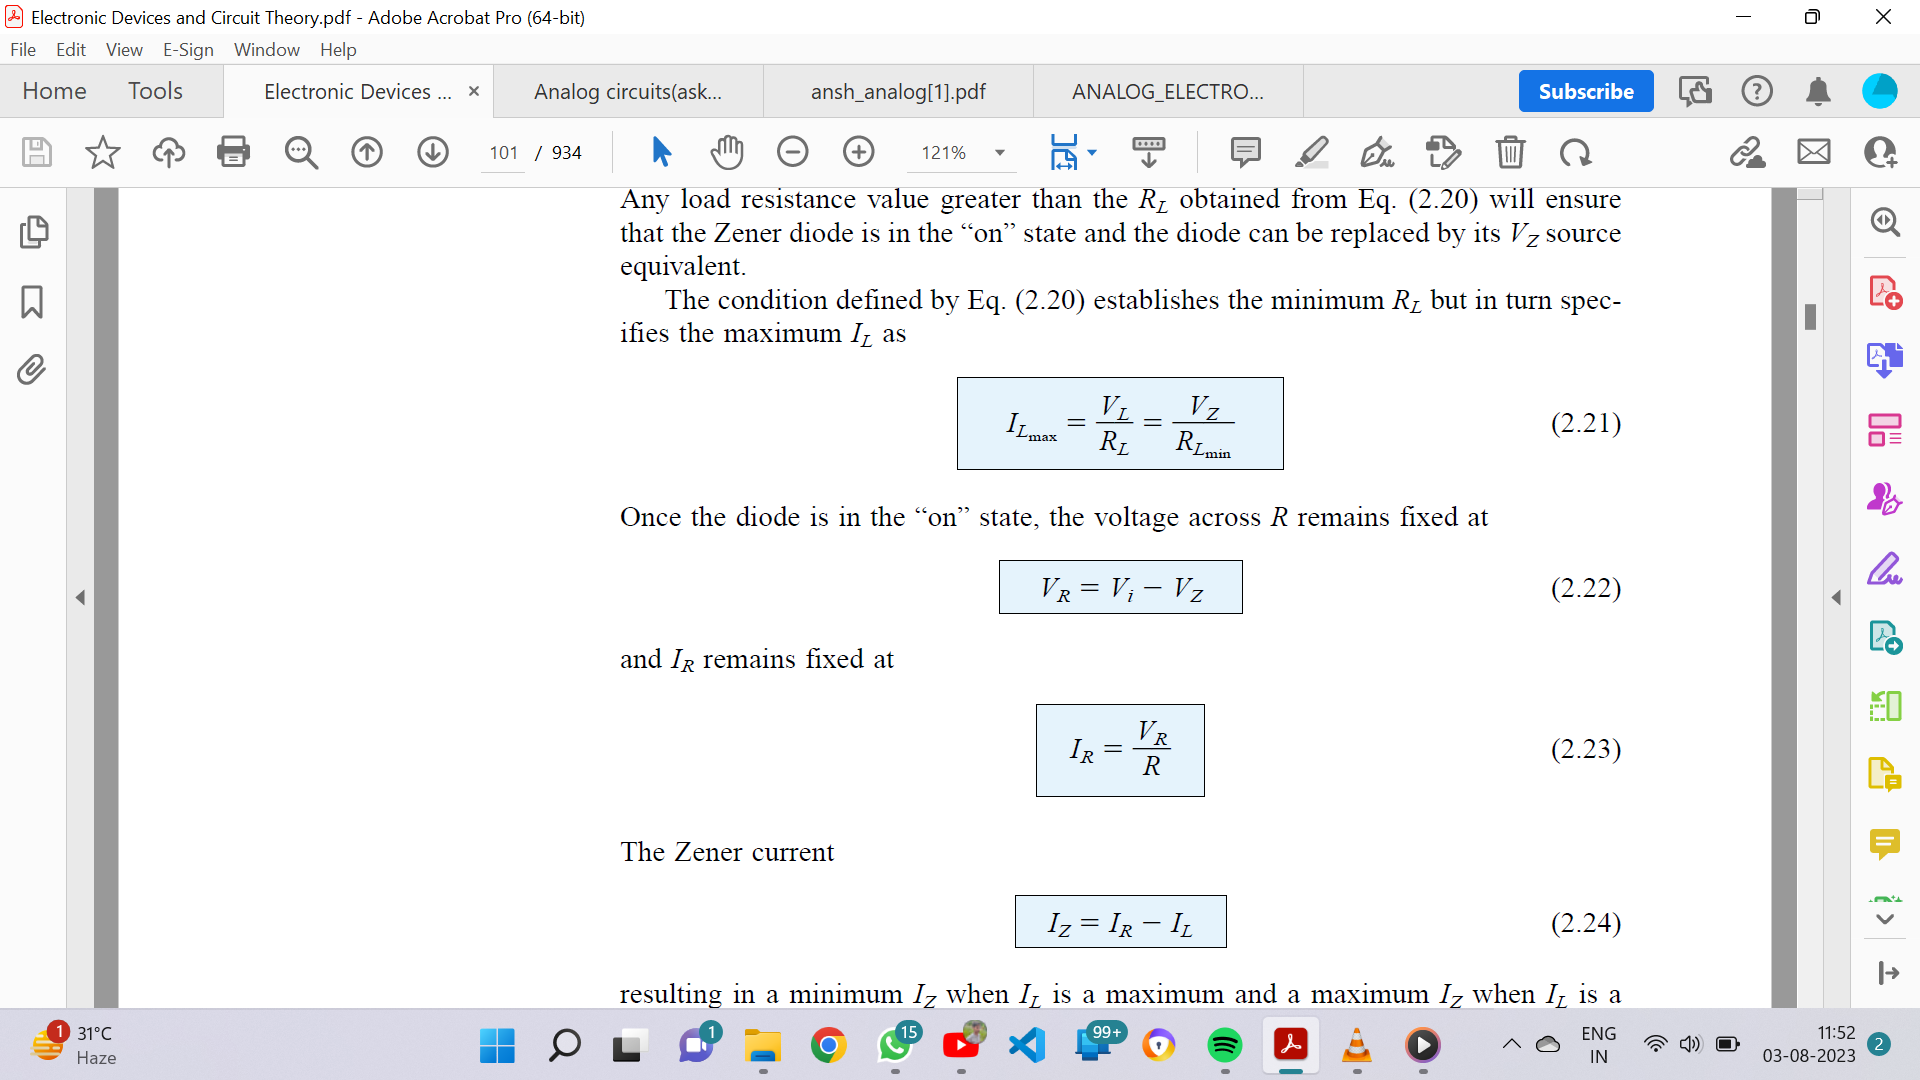 Electronic Devices and Circuit Theory.pdf - Adobe Acrobat Pro (64-bit)
File Edit View E-Sign Window Help
Home Tools Electronic Devices ... × Analog circuits(ask... ansh_analog[1].pdf ANALOG_ELECTRO... Subscribe
101 / 934 121%
Any load resistance value greater than the R_L obtained from Eq. (2.20) will ensure
that the Zener diode is in the “on” state and the diode can be replaced by its V_Z source
equivalent.
The condition defined by Eq. (2.20) establishes the minimum R_L but in turn spec-
ifies the maximum I_L as
I_{L_max} = V_L / R_L = V_Z / R_{L_min} (2.21)
Once the diode is in the “on” state, the voltage across R remains fixed at
V_R = V_i − V_Z (2.22)
and I_R remains fixed at
I_R = V_R / R (2.23)
The Zener current
I_Z = I_R − I_L (2.24)
resulting in a minimum I_Z when I_L is a maximum and a maximum I_Z when I_L is a
1 31°C
Haze
1 15 99+
ENG
IN
11:52
03-08-2023
2